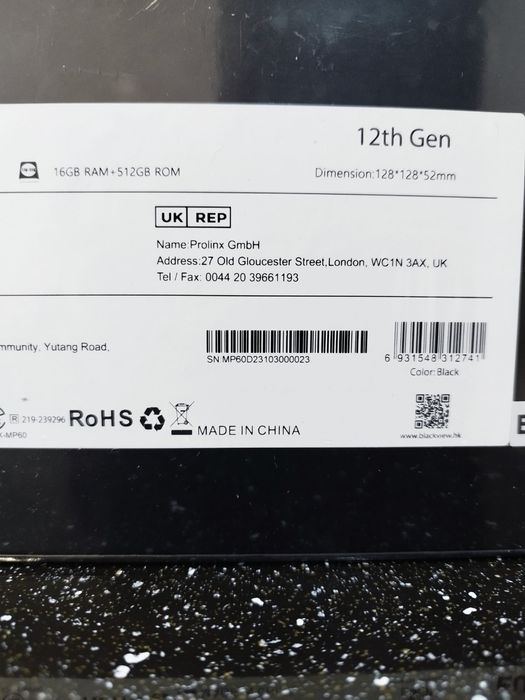 12th Gen
16GB RAM+512GB ROM
Dimension:128*128*52mm
UK REP
Name:Prolinx GmbH
Address:27 Old Gloucester Street,London, WC1N 3AX, UK
Tel / Fax: 0044 20 39661193
mmunity, Yutang Road,
SN:MP60D23103000023
6 931548 312741
Color:Black
R 219-239296 RoHS
-MP60
MADE IN CHINA
www.blackview.hk